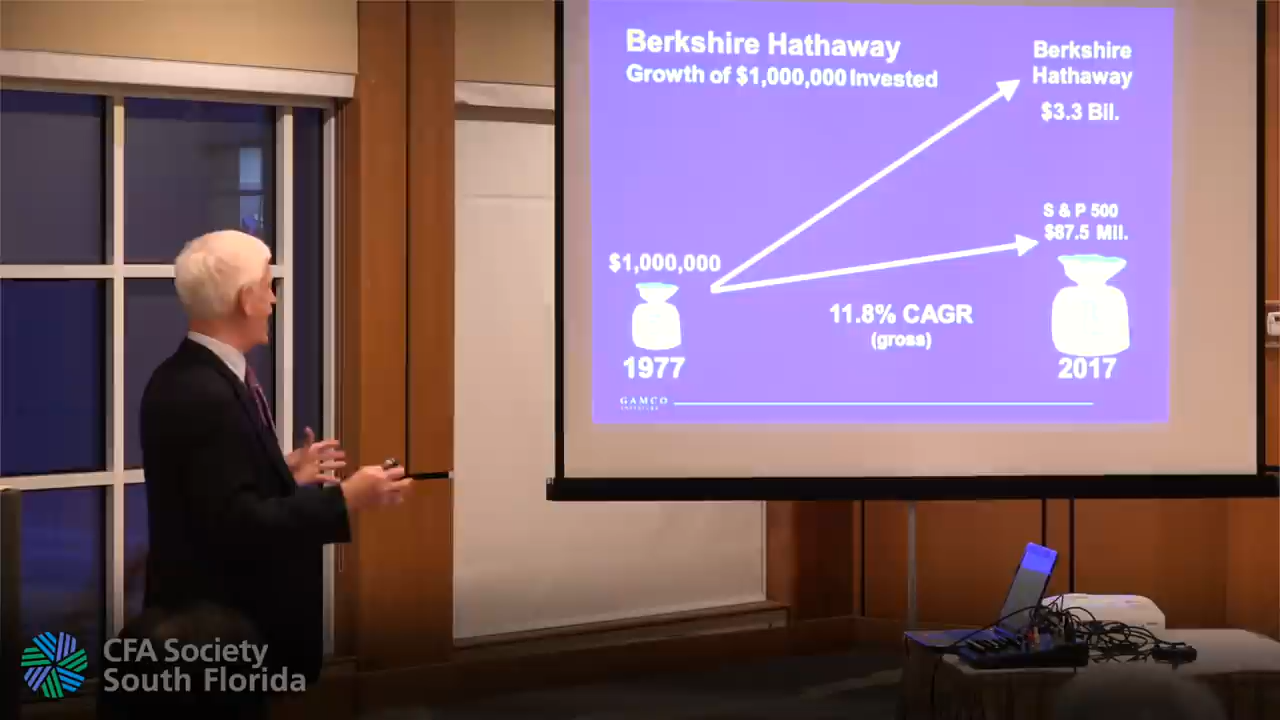 Berkshire Hathaway
Growth of $1,000,000 Invested
Berkshire
Hathaway
$3.3 Bil.
S & P 500
$87.5 Mil.
$1,000,000
11.8% CAGR
(gross)
1977
2017
GAMCO
CFA Society
South Florida